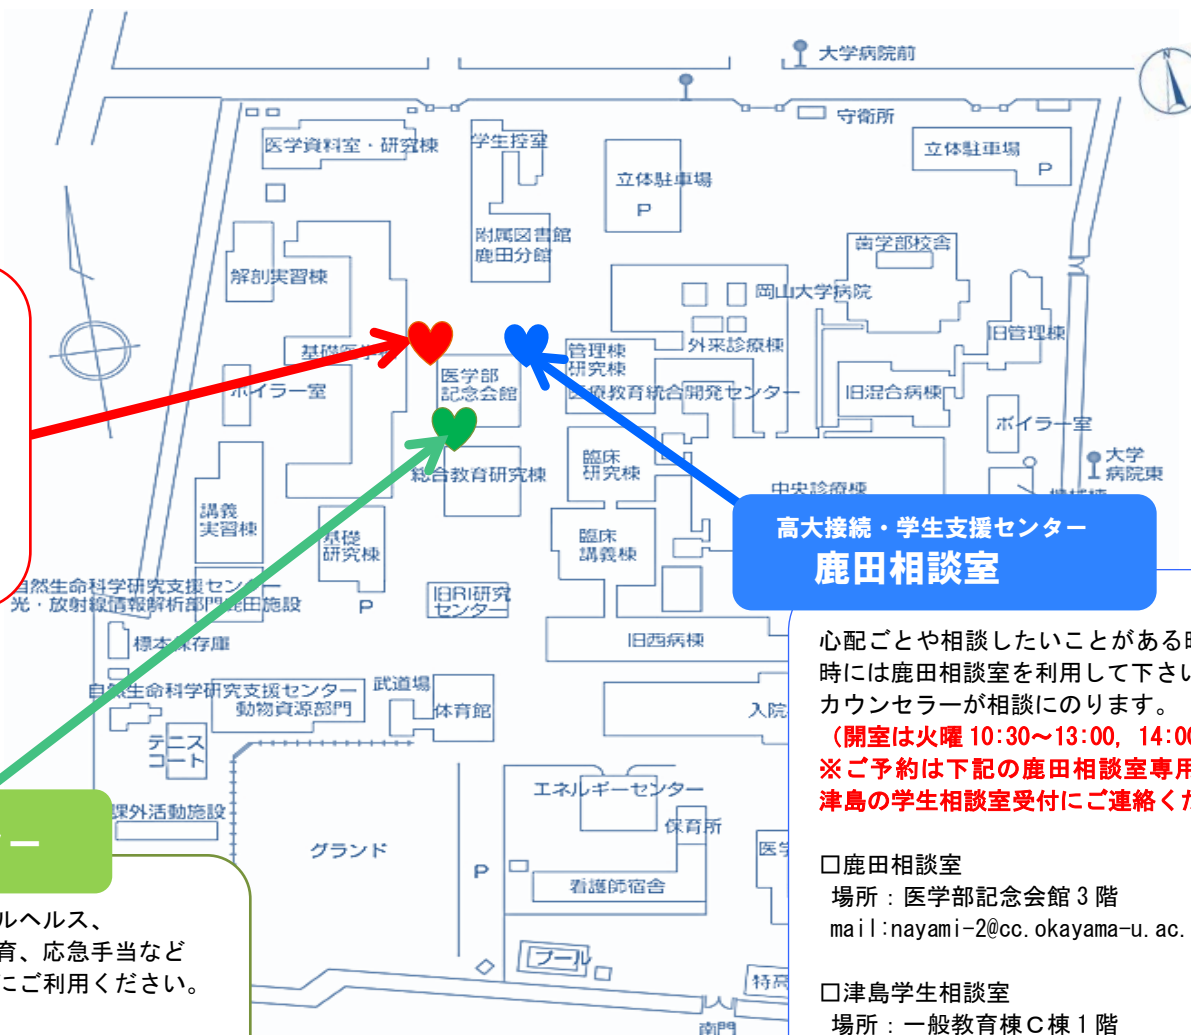 大学病院前
N
守衛所
医学資料室・研究棟
学生控室
立体駐車場
P
立体駐車場
P
附属図書館
鹿田分館
歯学部校舎
解剖実習棟
岡山大学病院
旧管理棟
基礎医学
管理棟
研究棟
外来診療棟
医学部
記念会館
医療教育統合開発センター
旧混合病棟
ボイラー室
ボイラー室
大学
病院東
総合教育研究棟
臨床
研究棟
中央診療棟
講義
実習棟
基礎
研究棟
臨床
講義棟
高大接続・学生支援センター
鹿田相談室
自然生命科学研究支援センター
光・放射線情報解析部門鹿田施設
P
旧RI研究
センター
標本保存庫
旧西病棟
自然生命科学研究支援センター
動物資源部門
武道場
体育館
入院
テニス
コート
エネルギーセンター
課外活動施設
保育所
グランド
P
医学
看護師宿舎
プール
特高
南門
ー
ルヘルス、
育、応急手当など
にご利用ください。
心配ごとや相談したいことがある
時には鹿田相談室を利用して下さい
カウンセラーが相談にのります。
（開室は火曜 10:30～13:00, 14:00
※ご予約は下記の鹿田相談室専用
津島の学生相談室受付にご連絡くだ
□鹿田相談室
場所：医学部記念会館３階
mail:nayami-2@cc.okayama-u.ac.
□津島学生相談室
場所：一般教育棟Ｃ棟１階